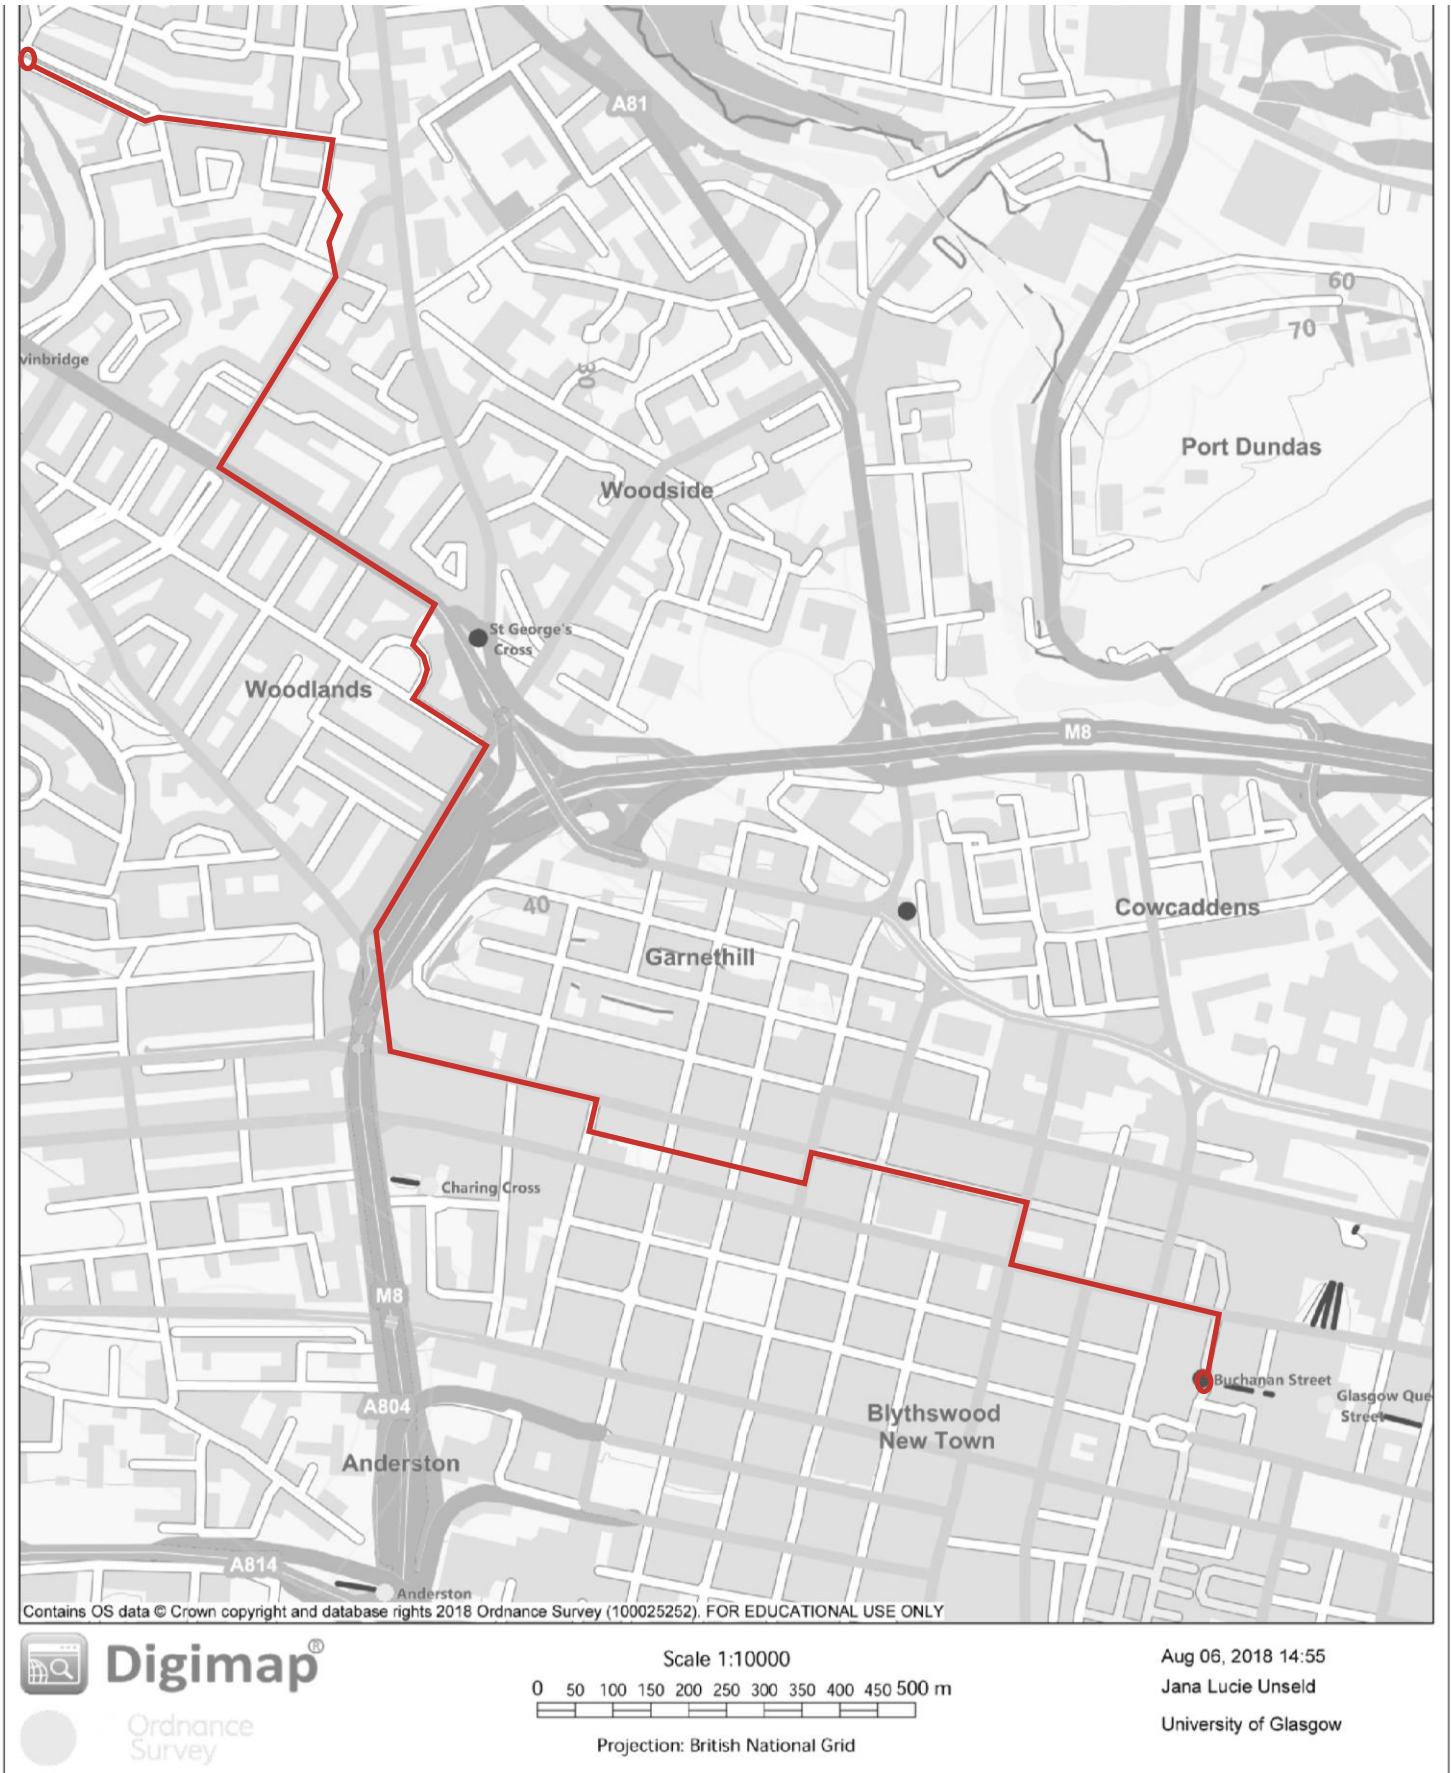 A81
60
70
vinbridge
30
Port Dundas
Woodside
St George's
Cross
Woodlands
M8
40
Cowcaddens
Garnethill
Charing Cross
M8
Buchanan Street
Glasgow Que
Street
A804
Blythswood
New Town
Anderston
A814
Anderston
Contains OS data © Crown copyright and database rights 2018 Ordnance Survey (100025252). FOR EDUCATIONAL USE ONLY
Digimap®
Ordnance
Survey
Scale 1:10000
0 50 100 150 200 250 300 350 400 450 500 m
Projection: British National Grid
Aug 06, 2018 14:55
Jana Lucie Unseld
University of Glasgow